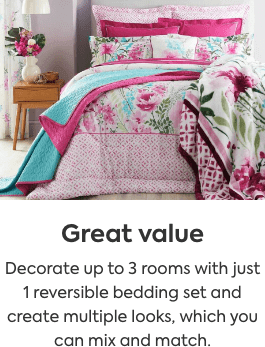 Great value
Decorate up to 3 rooms with just
1 reversible bedding set and
create multiple looks, which you
can mix and match.